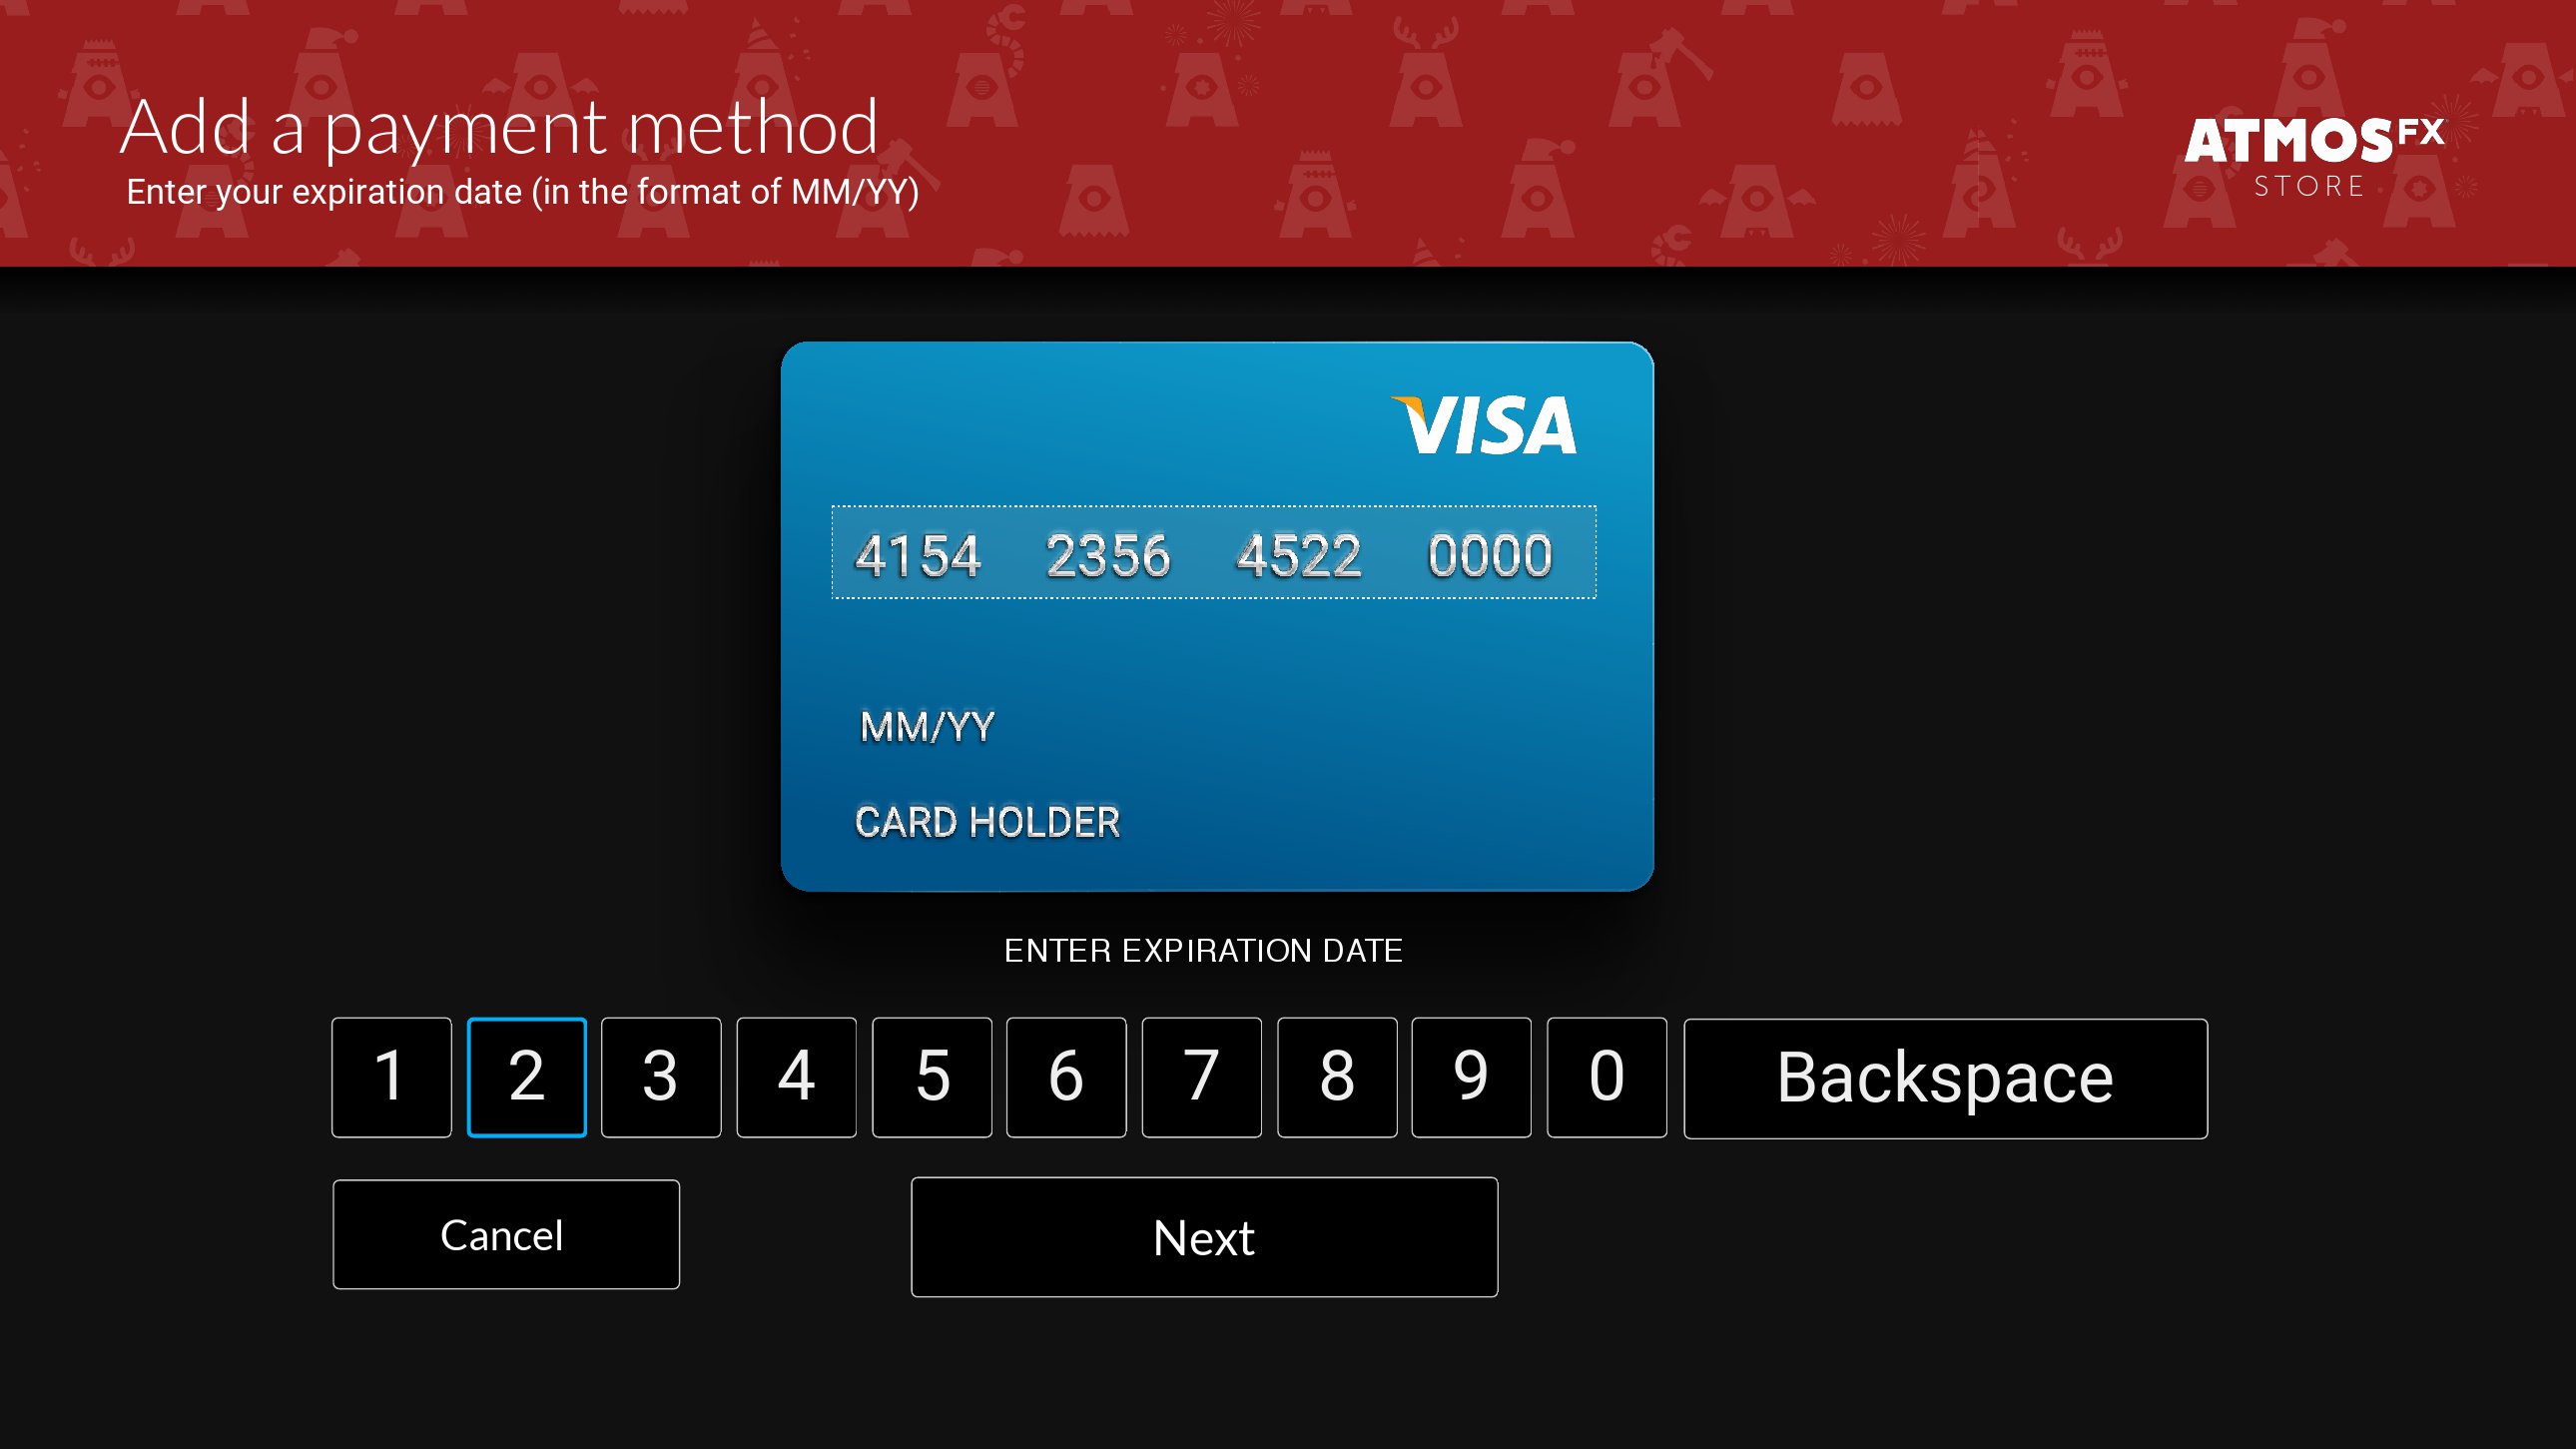 Add a payment method
Enter your expiration date (in the format of MM/YY)
ATMOSFX
STORE
VISA
4154 2356 4522 0000
MM/YY
CARD HOLDER
ENTER EXPIRATION DATE
1 2 3 4 5 6 7 8 9 0 Backspace
Cancel Next